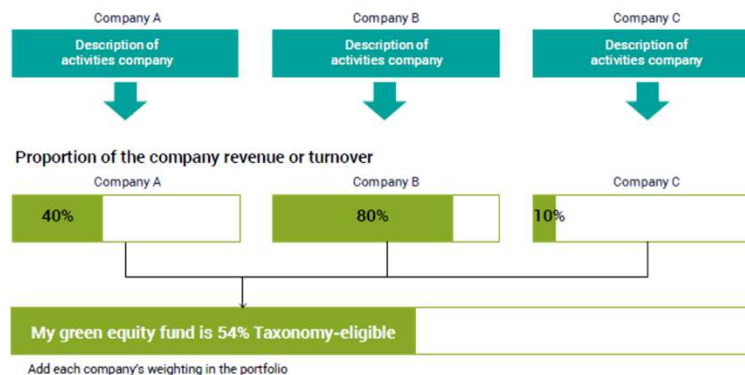 Company A
Company B
Company C
Description of
activities company
Description of
activities company
Description of
activities company
Proportion of the company revenue or turnover
Company A
Company B
Company C
40%
80%
10%
My green equity fund is 54% Taxonomy-eligible
Add each company's weighting in the portfolio